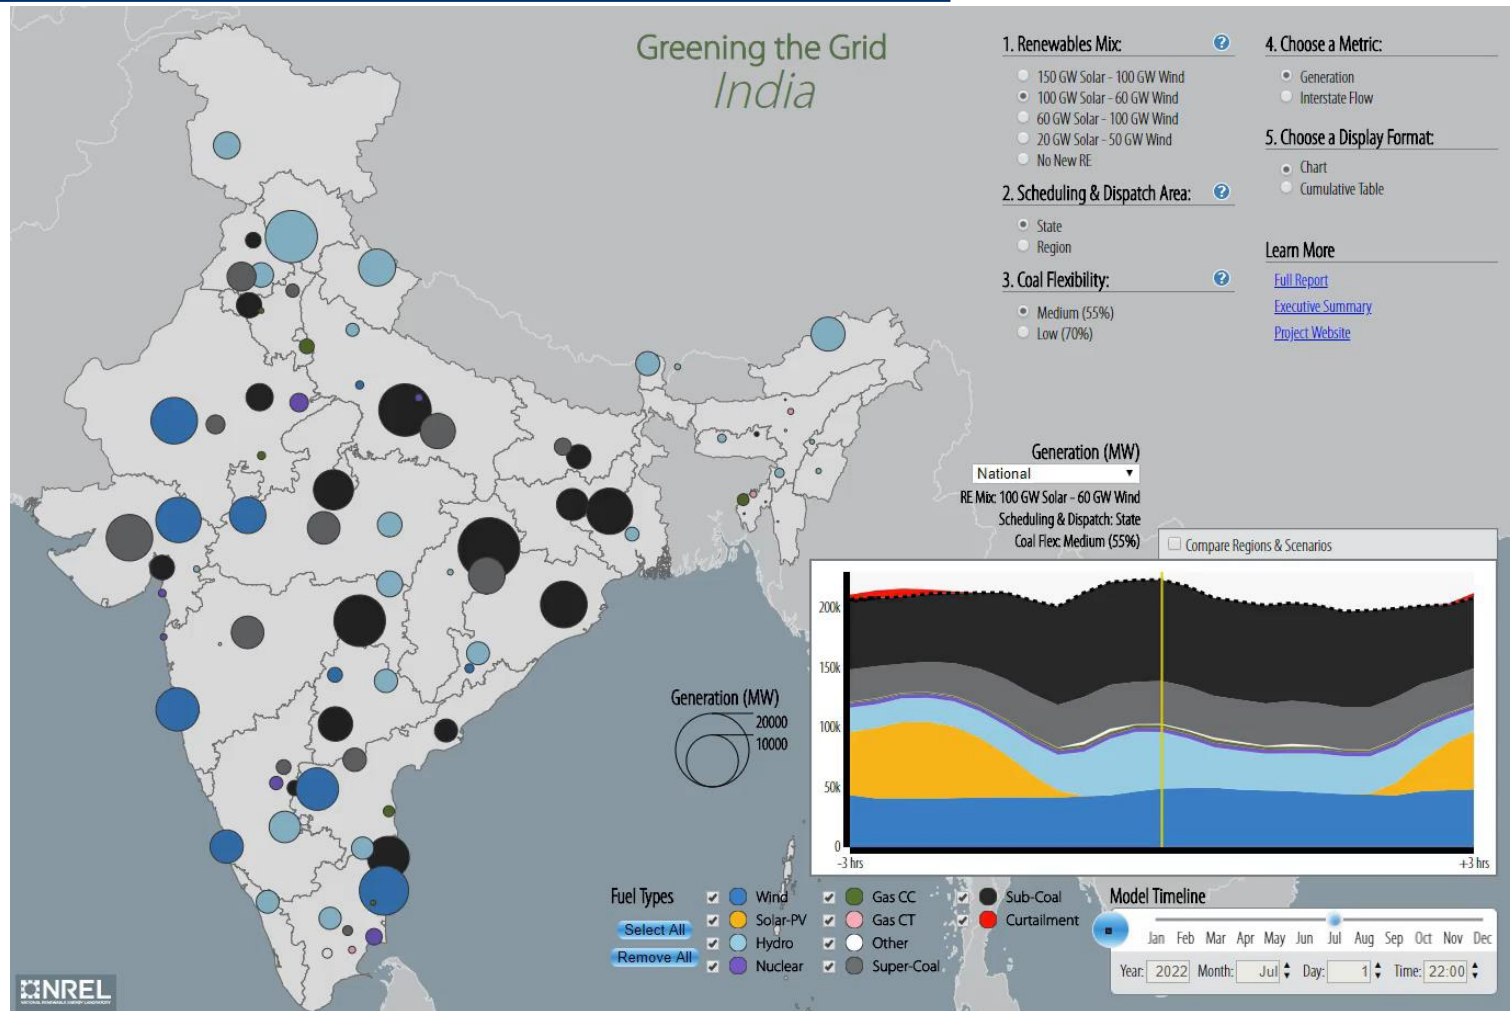 Greening the Grid
India
1. Renewables Mix:
?
150 GW Solar - 100 GW Wind
100 GW Solar - 60 GW Wind
60 GW Solar - 100 GW Wind
20 GW Solar - 50 GW Wind
No New RE
2. Scheduling & Dispatch Area:
?
State
Region
3. Coal Flexibility:
?
Medium (55%)
Low (70%)
4. Choose a Metric:
Generation
Interstate Flow
5. Choose a Display Format:
Chart
Cumulative Table
Learn More
Full Report
Executive Summary
Project Website
Generation (MW)
National
RE Mix: 100 GW Solar - 60 GW Wind
Scheduling & Dispatch: State
Coal Flex: Medium (55%)
Compare Regions & Scenarios
200k
150k
100k
50k
0
-3 hrs
+3 hrs
Generation (MW)
20000
10000
Fuel Types
Select All
Remove All
Wind
Solar-PV
Hydro
Nuclear
Gas CC
Gas CT
Other
Super-Coal
Sub-Coal
Curtailment
Model Timeline
Jan Feb Mar Apr May Jun Jul Aug Sep Oct Nov Dec
Year: 2022 Month: Jul Day: 1 Time: 22:00
NREL
NATIONAL RENEWABLE ENERGY LABORATORY